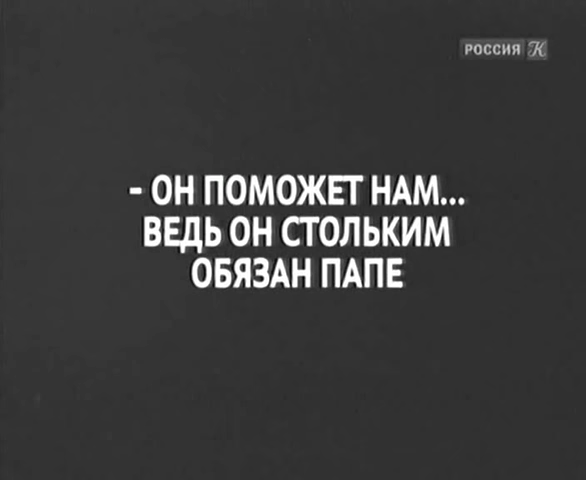 РОССИЯ К
- ОН ПОМОЖЕТ НАМ...
ВЕДЬ ОН СТОЛЬКИМ
ОБЯЗАН ПАПЕ